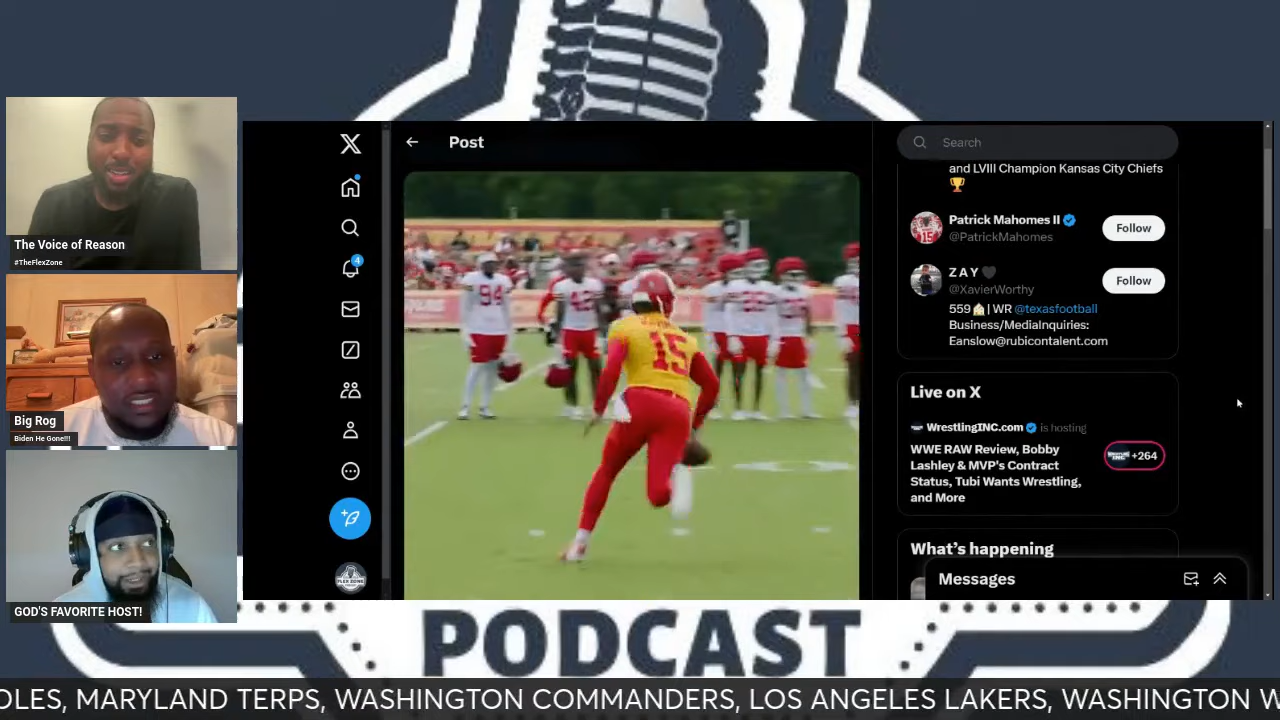 The Voice of Reason
#TheFlexZone
Big Rog
Biden He Gone!!!
GOD'S FAVORITE HOST!
X
Post
94
15
Search
and LVIII Champion Kansas City Chiefs
🏆
Patrick Mahomes II
@PatrickMahomes
Follow
Z A Y 🖤
@XavierWorthy
Follow
559🏠 | WR @texasfootball
Business/MediaInquiries:
Eanslow@rubicontalent.com
Live on X
WrestlingINC.com is hosting
WWE RAW Review, Bobby
Lashley & MVP's Contract
Status, Tubi Wants Wrestling,
and More
+264
What's happening
Messages
4
PODCAST
OLES, MARYLAND TERPS, WASHINGTON COMMANDERS, LOS ANGELES LAKERS, WASHINGTON W